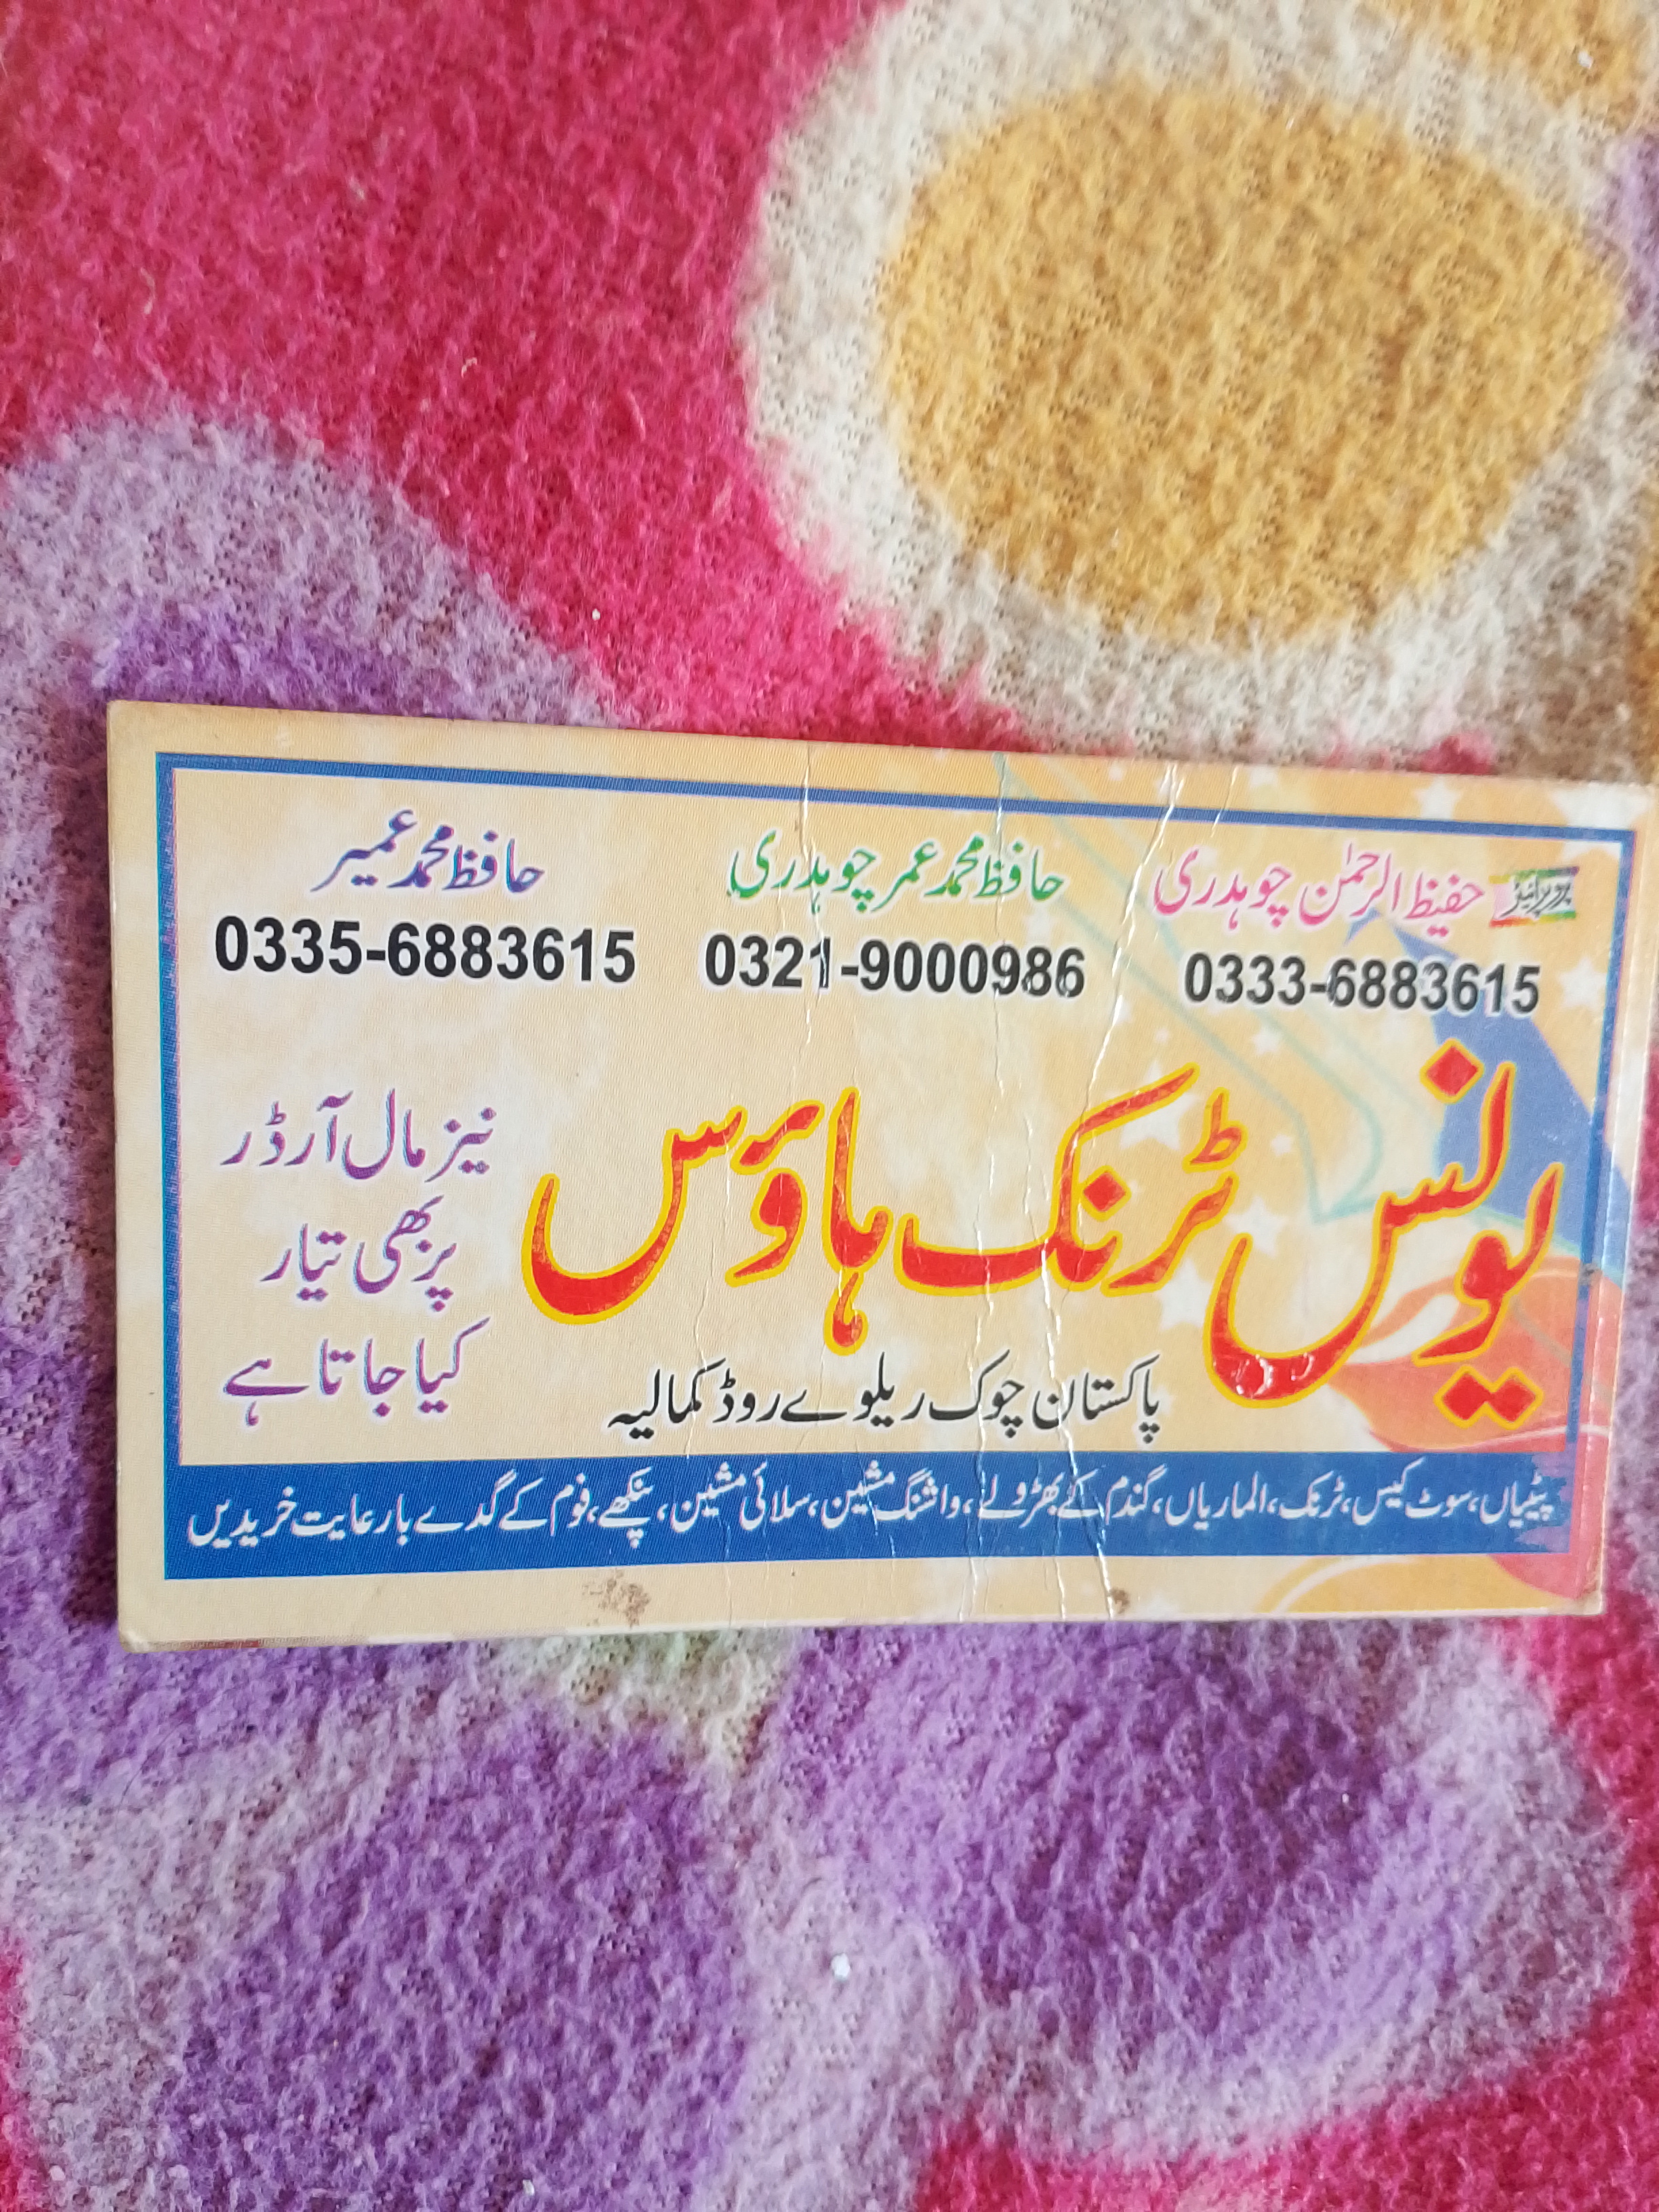 پروپرائیٹر حفیظ الرحمٰن چوہدری
0333-6883615
حافظ محمد عمر چوہدری
0321-9000986
حافظ محمد عمیر
0335-6883615
یونس ٹرنک ہاؤس
نیز مال آرڈر
پر بھی تیار
کیا جاتا ہے
پاکستان چوک ریلوے روڈ کمالیہ
پیٹیاں، سوٹ کیس، ٹرنک، الماریاں، گندم کے بھڑولے، واشنگ مشین، سلائی مشین، پنکھے، فوم کے گدے بارعایت خریدیں